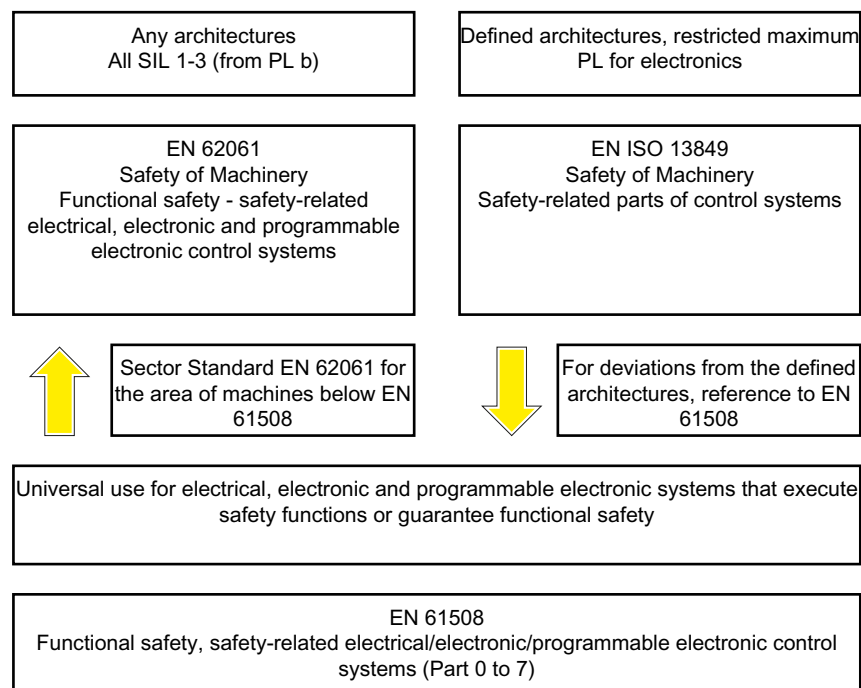 Any architectures
All SIL 1-3 (from PL b)
Defined architectures, restricted maximum
PL for electronics
EN 62061
Safety of Machinery
Functional safety - safety-related
electrical, electronic and programmable
electronic control systems
EN ISO 13849
Safety of Machinery
Safety-related parts of control systems
Sector Standard EN 62061 for
the area of machines below EN
61508
For deviations from the defined
architectures, reference to EN
61508
Universal use for electrical, electronic and programmable electronic systems that execute
safety functions or guarantee functional safety
EN 61508
Functional safety, safety-related electrical/electronic/programmable electronic control
systems (Part 0 to 7)